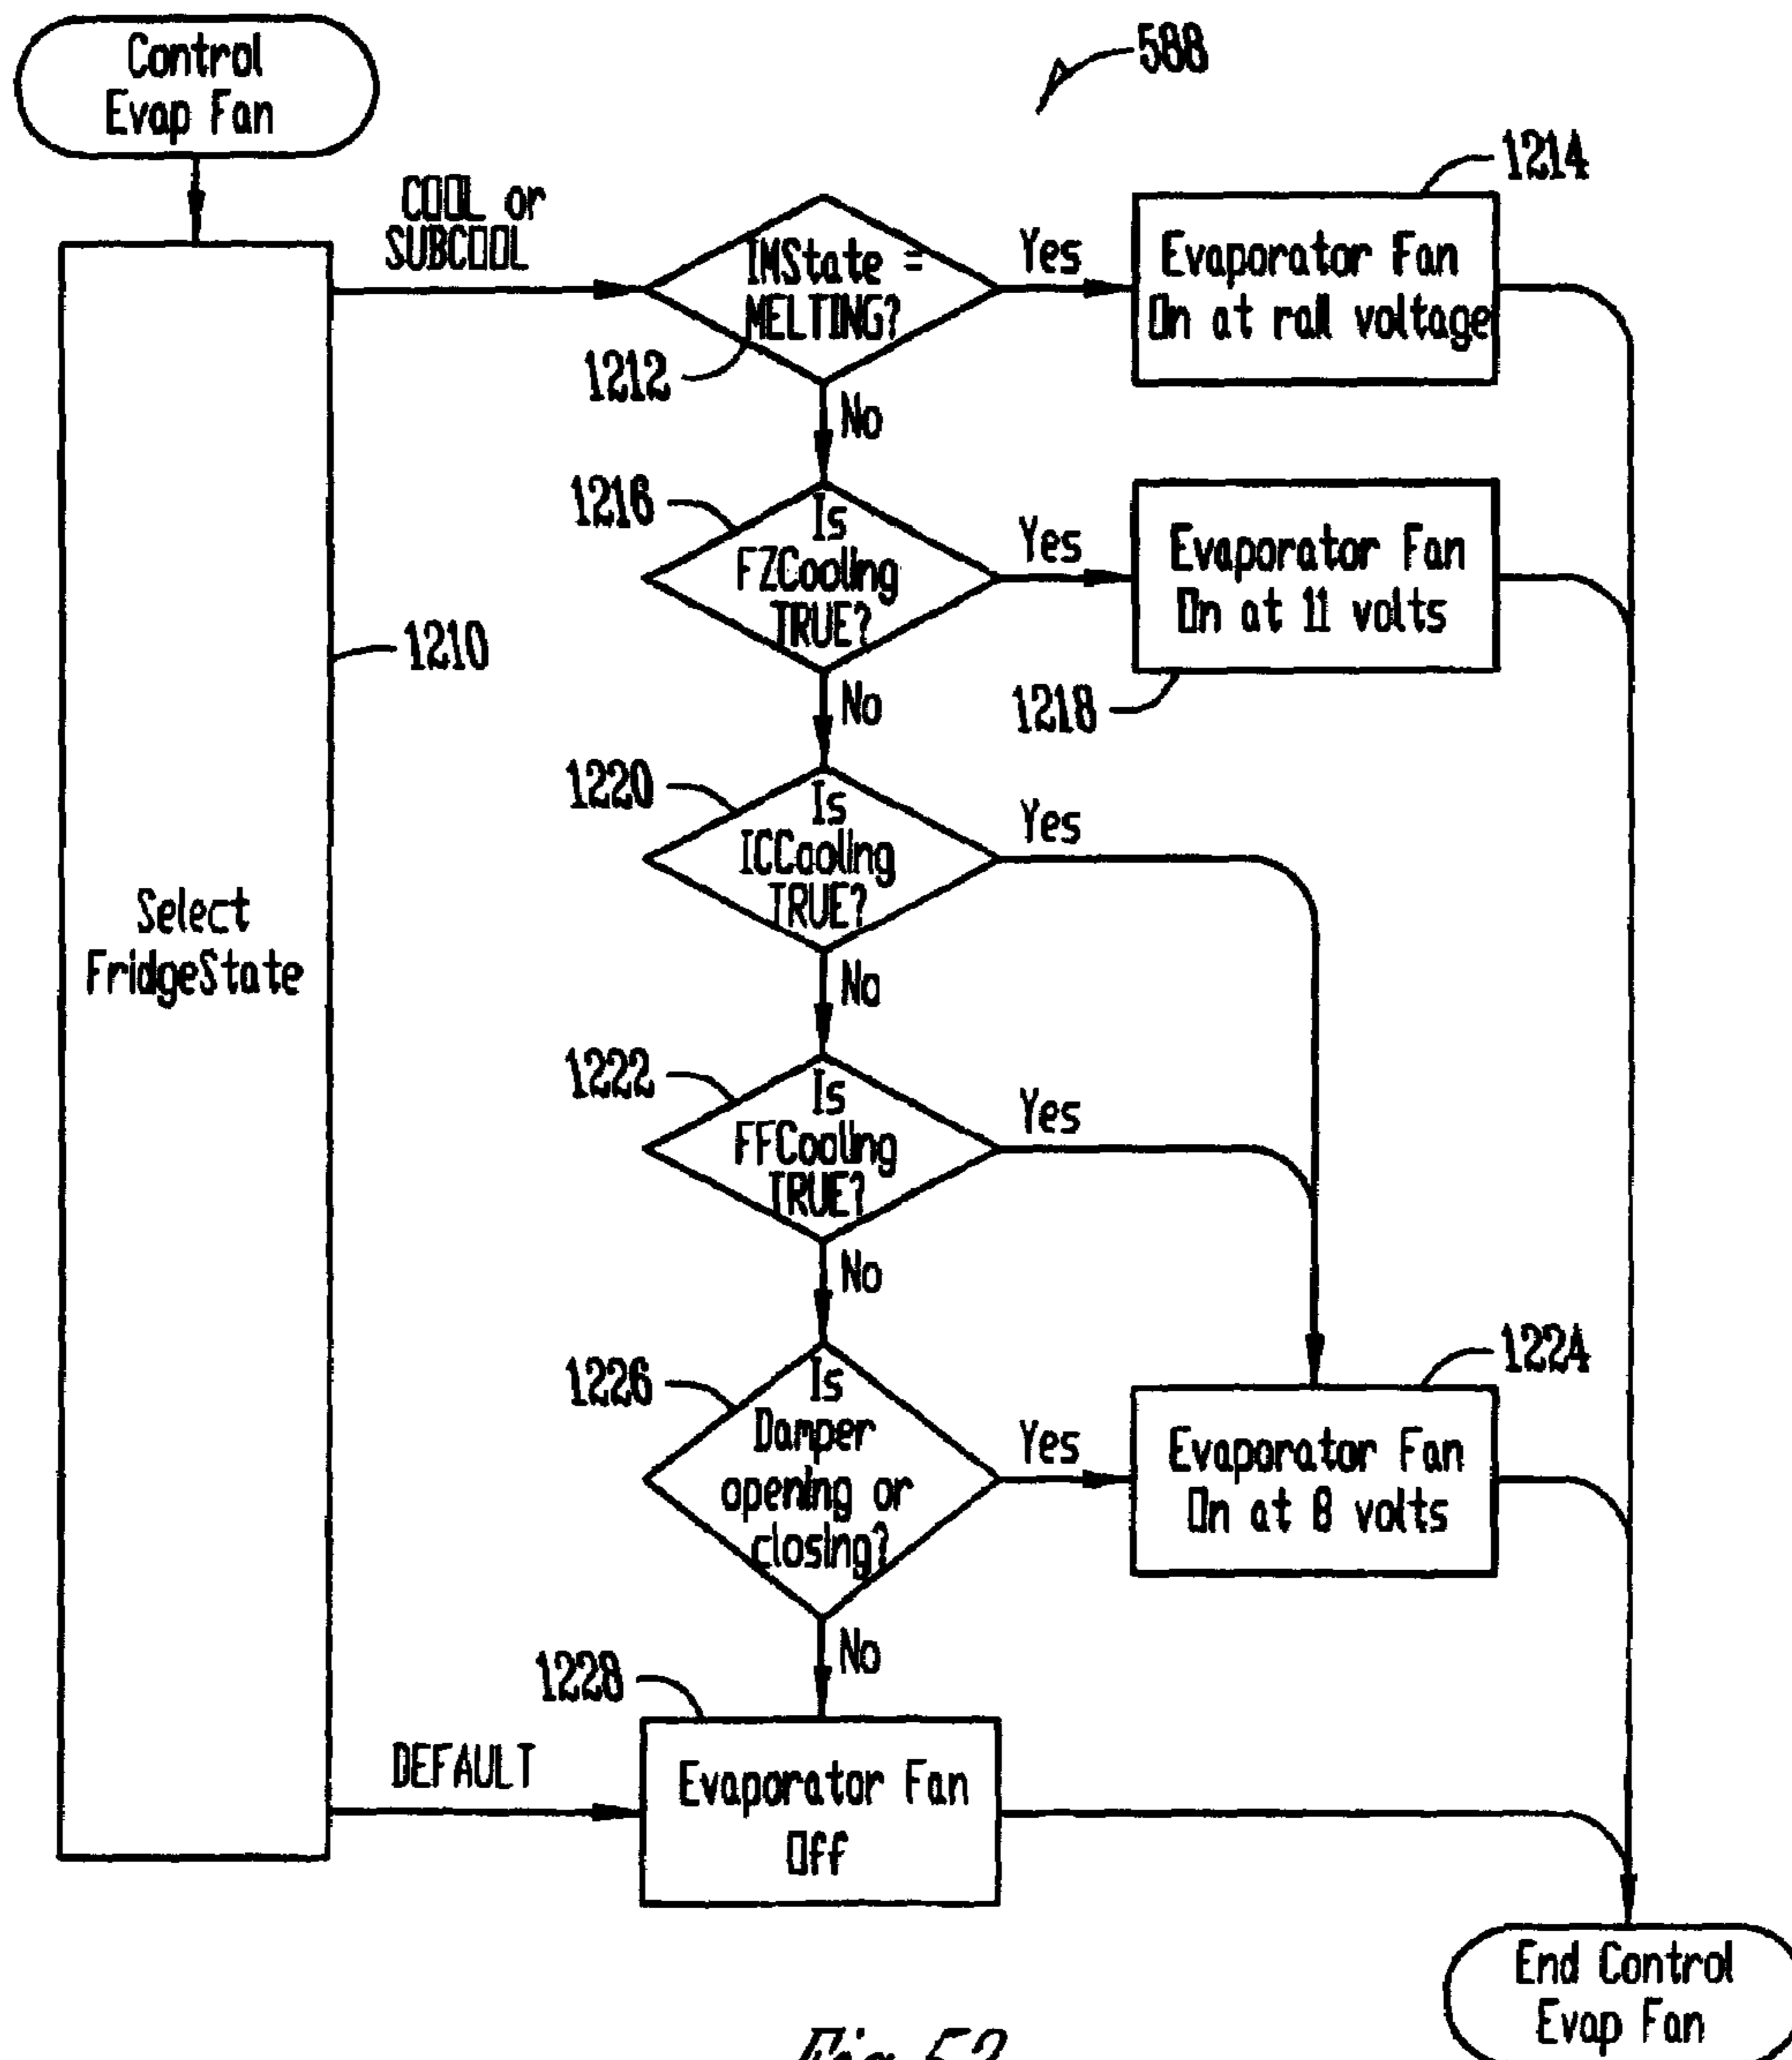 Control
Evap Fan
588
COOL or
SUBCOOL
IMState =
MELTING?
1212
Yes
1214
Evaporator Fan
On at rail voltage
No
1216
Is
FZCooling
TRUE?
Yes
Evaporator Fan
On at 11 volts
1218
1210
No
1220
Is
ICCooling
TRUE?
Yes
Select
FridgeState
No
1222
Is
FFCooling
TRUE?
Yes
No
1226
Is
Damper
opening or
closing?
Yes
1224
Evaporator Fan
On at 8 volts
No
1228
DEFAULT
Evaporator Fan
Off
End Control
Evap Fan